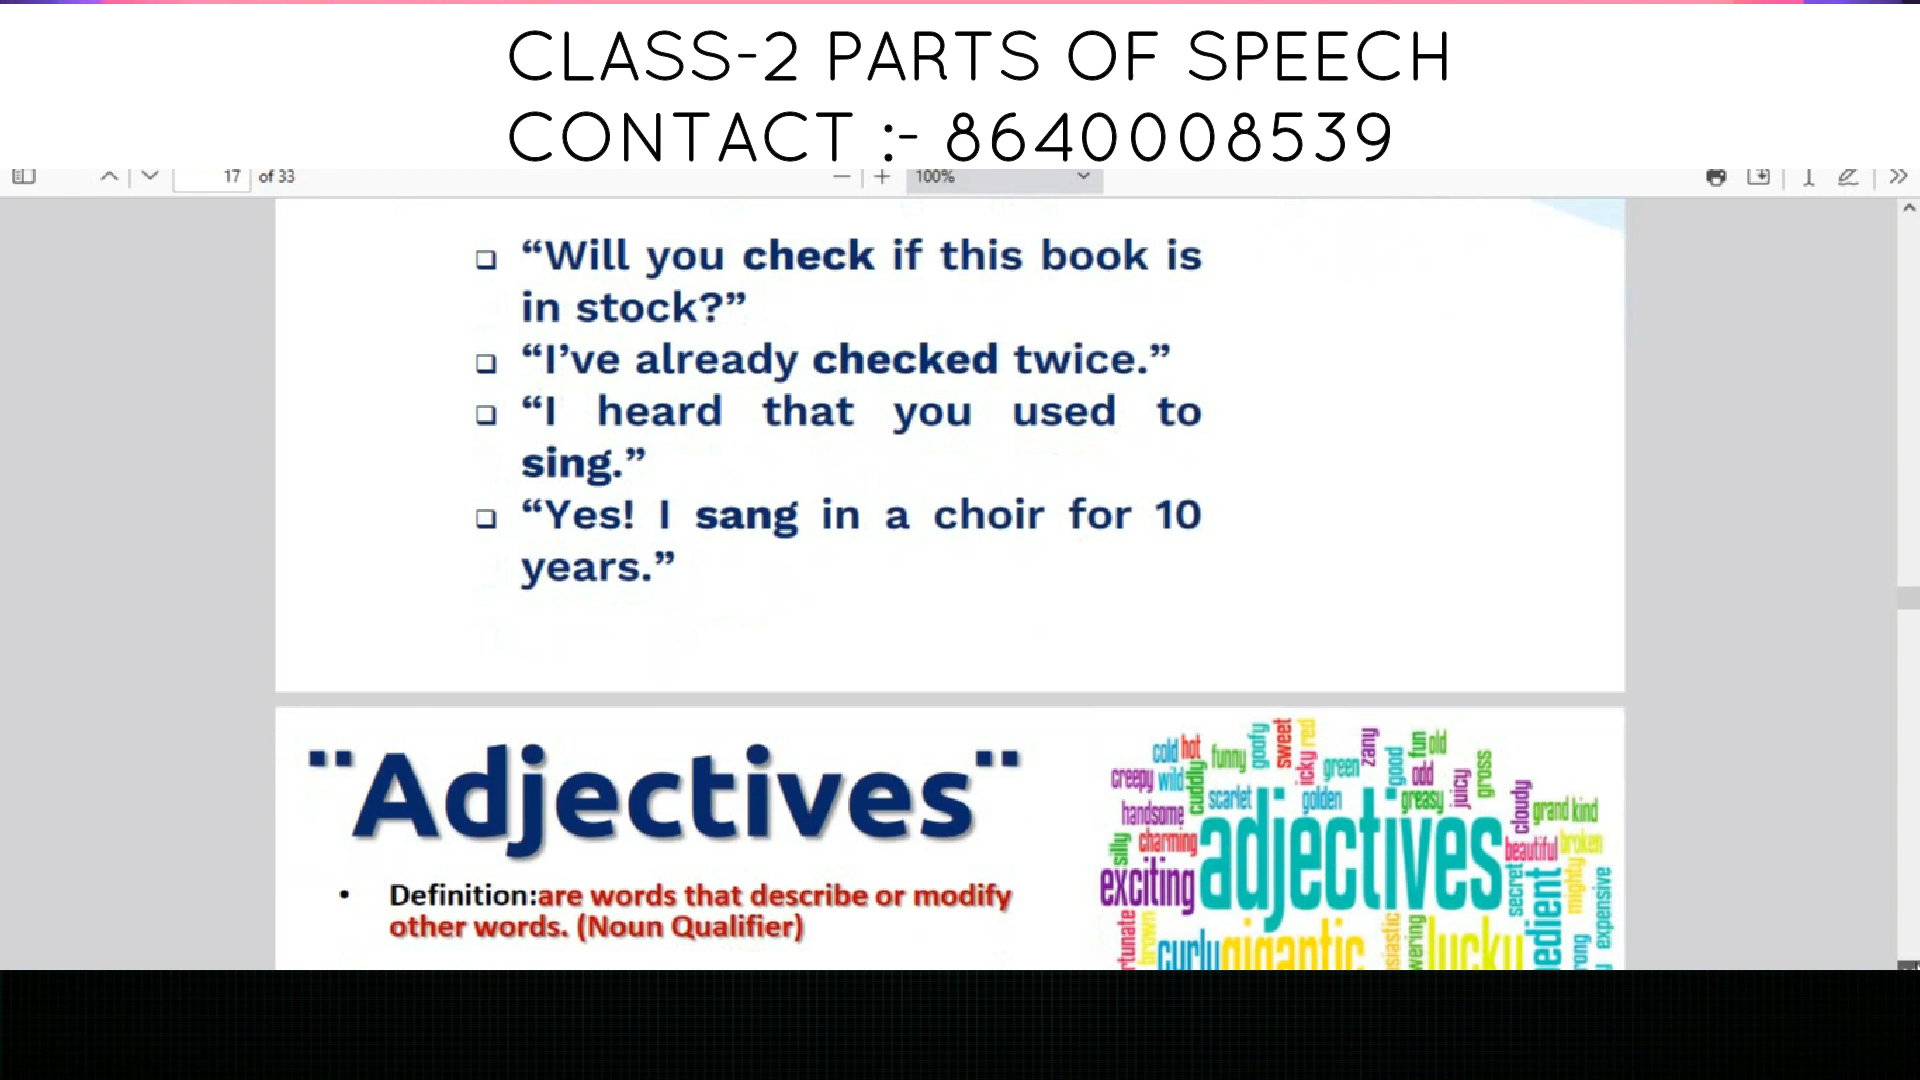 CLASS-2 PARTS OF SPEECH
CONTACT :- 8640008539
17 of 33
100%
❑ “Will you check if this book is
in stock?”
❑ “I’ve already checked twice.”
❑ “I heard that you used to
sing.”
❑ “Yes! I sang in a choir for 10
years.”
¨Adjectives¨
• Definition:are words that describe or modify
other words. (Noun Qualifier)
cold hot funny goofy sweet icky red zany fun old
creepy wild cuddly green good odd juicy gross
handsome scarlet golden greasy cloudy grand kind
silly charming adjectives beautiful broken
exciting secret mighty expensive
brown curly gigantic lucky